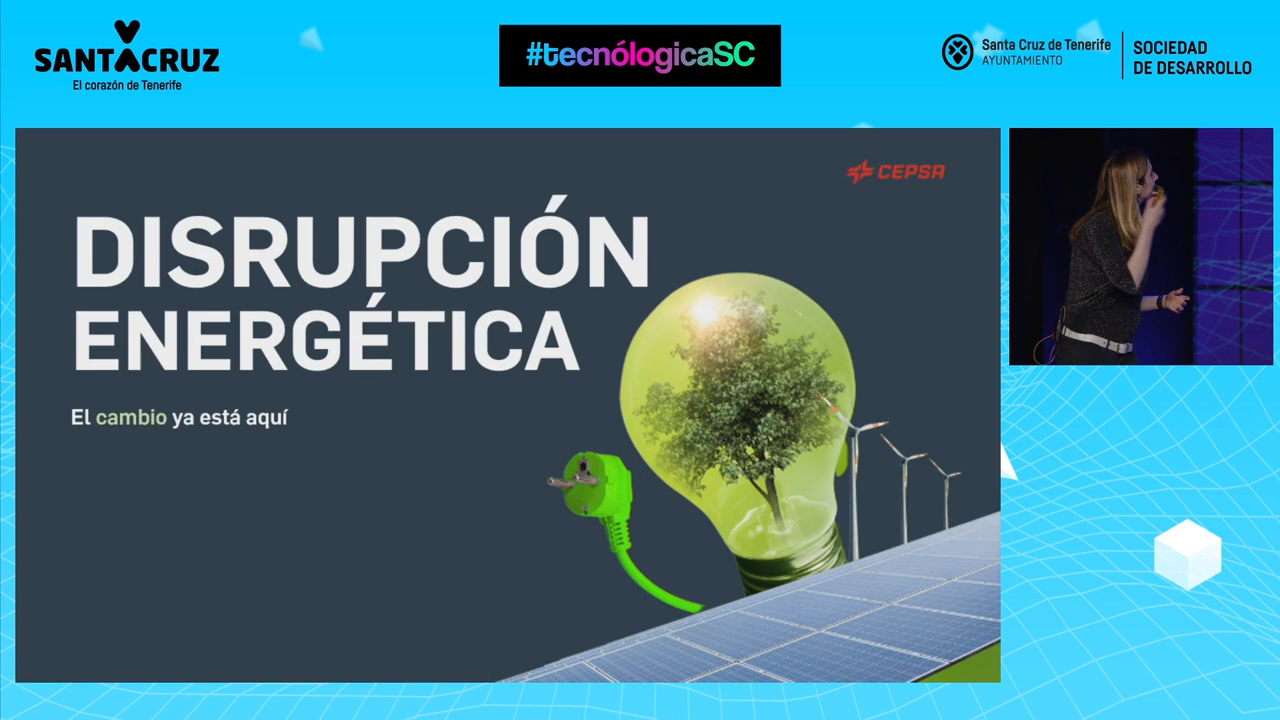 SANTACRUZ
El corazón de Tenerife
#tecnólogicaSC
Santa Cruz de Tenerife
AYUNTAMIENTO
SOCIEDAD
DE DESARROLLO
CEPSA
DISRUPCIÓN
ENERGÉTICA
El cambio ya está aquí